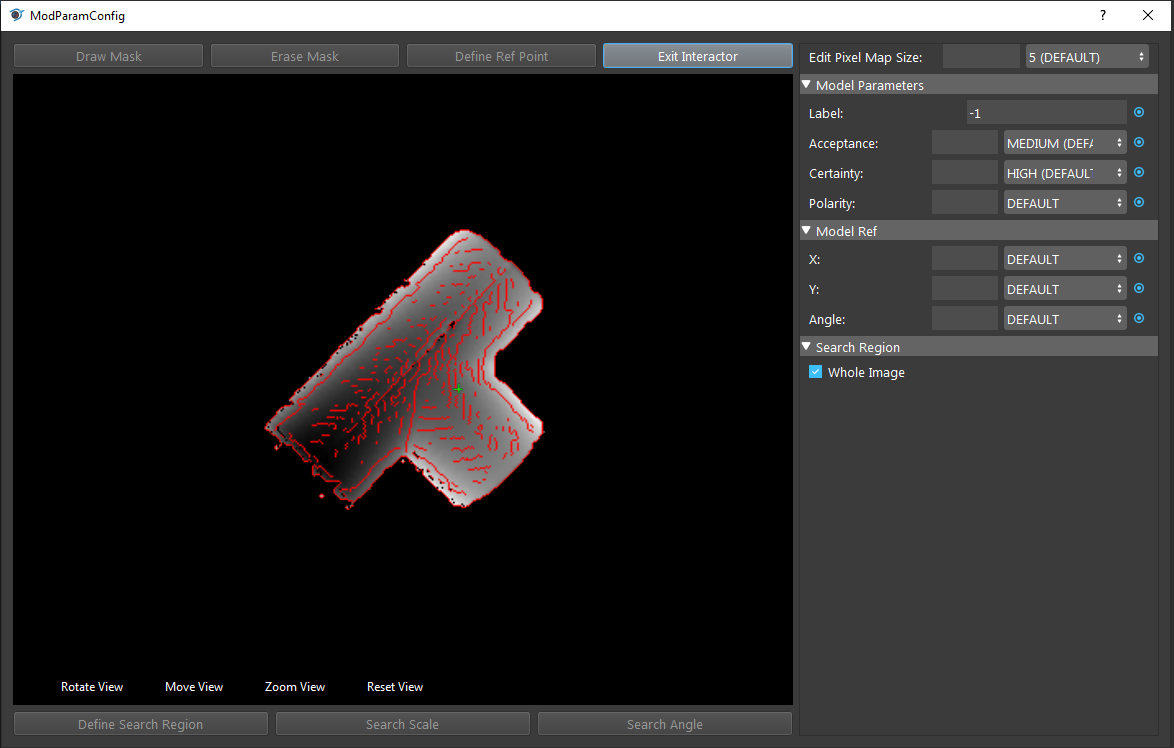 ModParamConfig
?
Draw Mask
Erase Mask
Define Ref Point
Exit Interactor
Edit Pixel Map Size:
5 (DEFAULT)
Model Parameters
Label:
-1
Acceptance:
MEDIUM (DEFA
Certainty:
HIGH (DEFAULT
Polarity:
DEFAULT
Model Ref
X:
DEFAULT
Y:
DEFAULT
Angle:
DEFAULT
Search Region
Whole Image
Rotate View
Move View
Zoom View
Reset View
Define Search Region
Search Scale
Search Angle